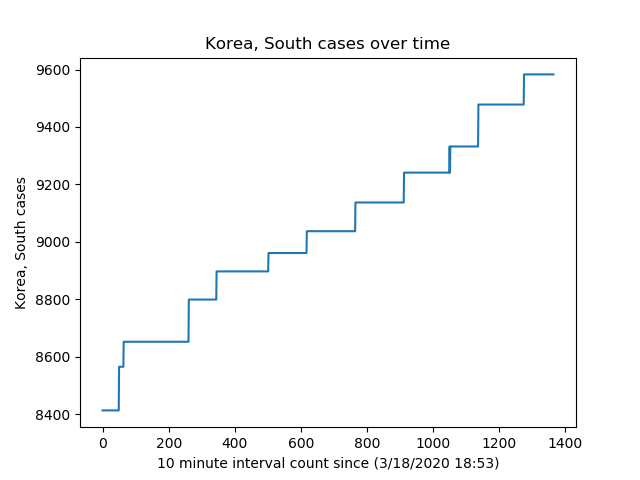 Korea, South cases over time
9600
9400
9200
9000
8800
8600
8400
Korea, South cases
0 200 400 600 800 1000 1200 1400
10 minute interval count since (3/18/2020 18:53)